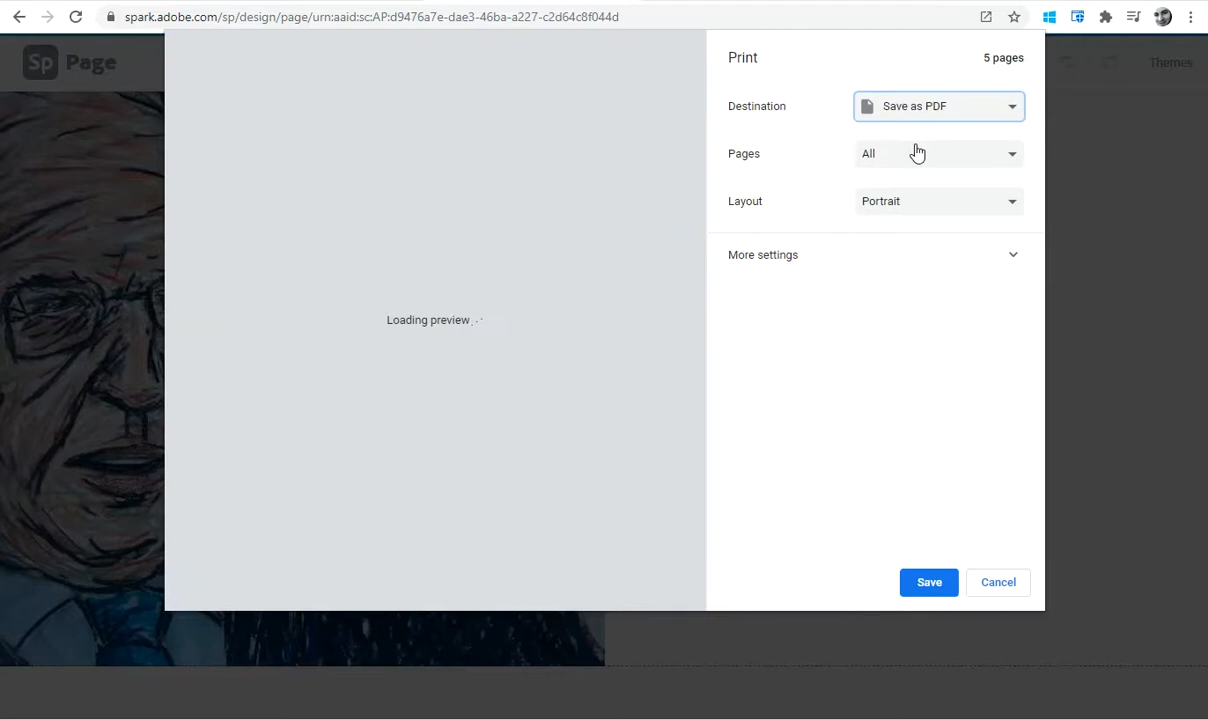 spark.adobe.com/sp/design/page/urn:aaid:sc:AP:d9476a7e-dae3-46ba-a227-c2d64c8f044d
Sp Page
Themes
Print
5 pages
Destination
Save as PDF
Pages
All
Layout
Portrait
More settings
Loading preview
Save
Cancel